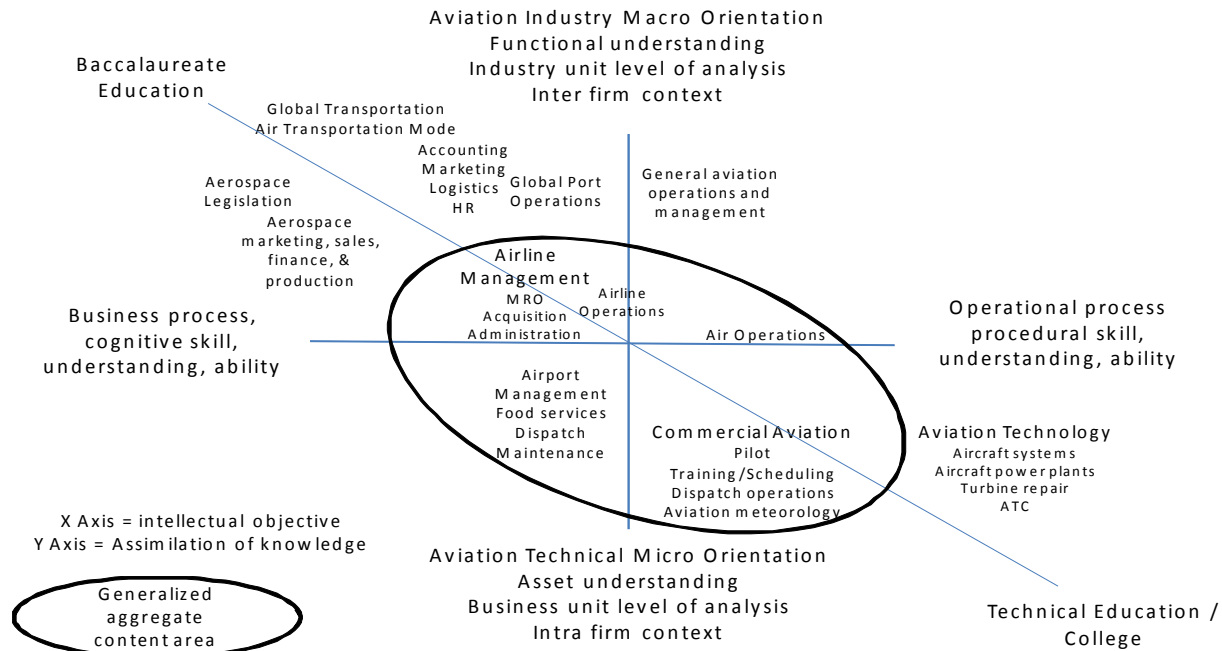 Aviation Industry Macro Orientation
Functional understanding
Industry unit level of analysis
Inter firm context
Baccalaureate
Education
Global Transportation
Air Transportation Mode
Accounting
Marketing
Logistics
HR
Global Port
Operations
General aviation
operations and
management
Aerospace
Legislation
Aerospace
marketing, sales,
finance, &
production
Airline
Management
MRO
Acquisition
Administration
Airline
Operations
Air Operations
Business process,
cognitive skill,
understanding, ability
Operational process
procedural skill,
understanding, ability
Airport
Management
Food services
Dispatch
Maintenance
Commercial Aviation
Pilot
Training/Scheduling
Dispatch operations
Aviation meteorology
Aviation Technology
Aircraft systems
Aircraft power plants
Turbine repair
ATC
X Axis = intellectual objective
Y Axis = Assimilation of knowledge
Aviation Technical Micro Orientation
Asset understanding
Business unit level of analysis
Intra firm context
Generalized
aggregate
content area
Technical Education /
College